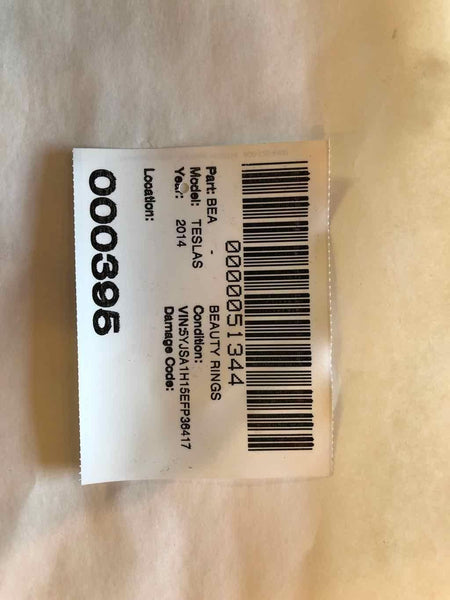 0000051344
Part: BEA - BEAUTY RINGS
Model: TESLAS Condition:
Year: 2014 VIN:5YJSA1H15EFP36417
Damage Code:
Location:
000395